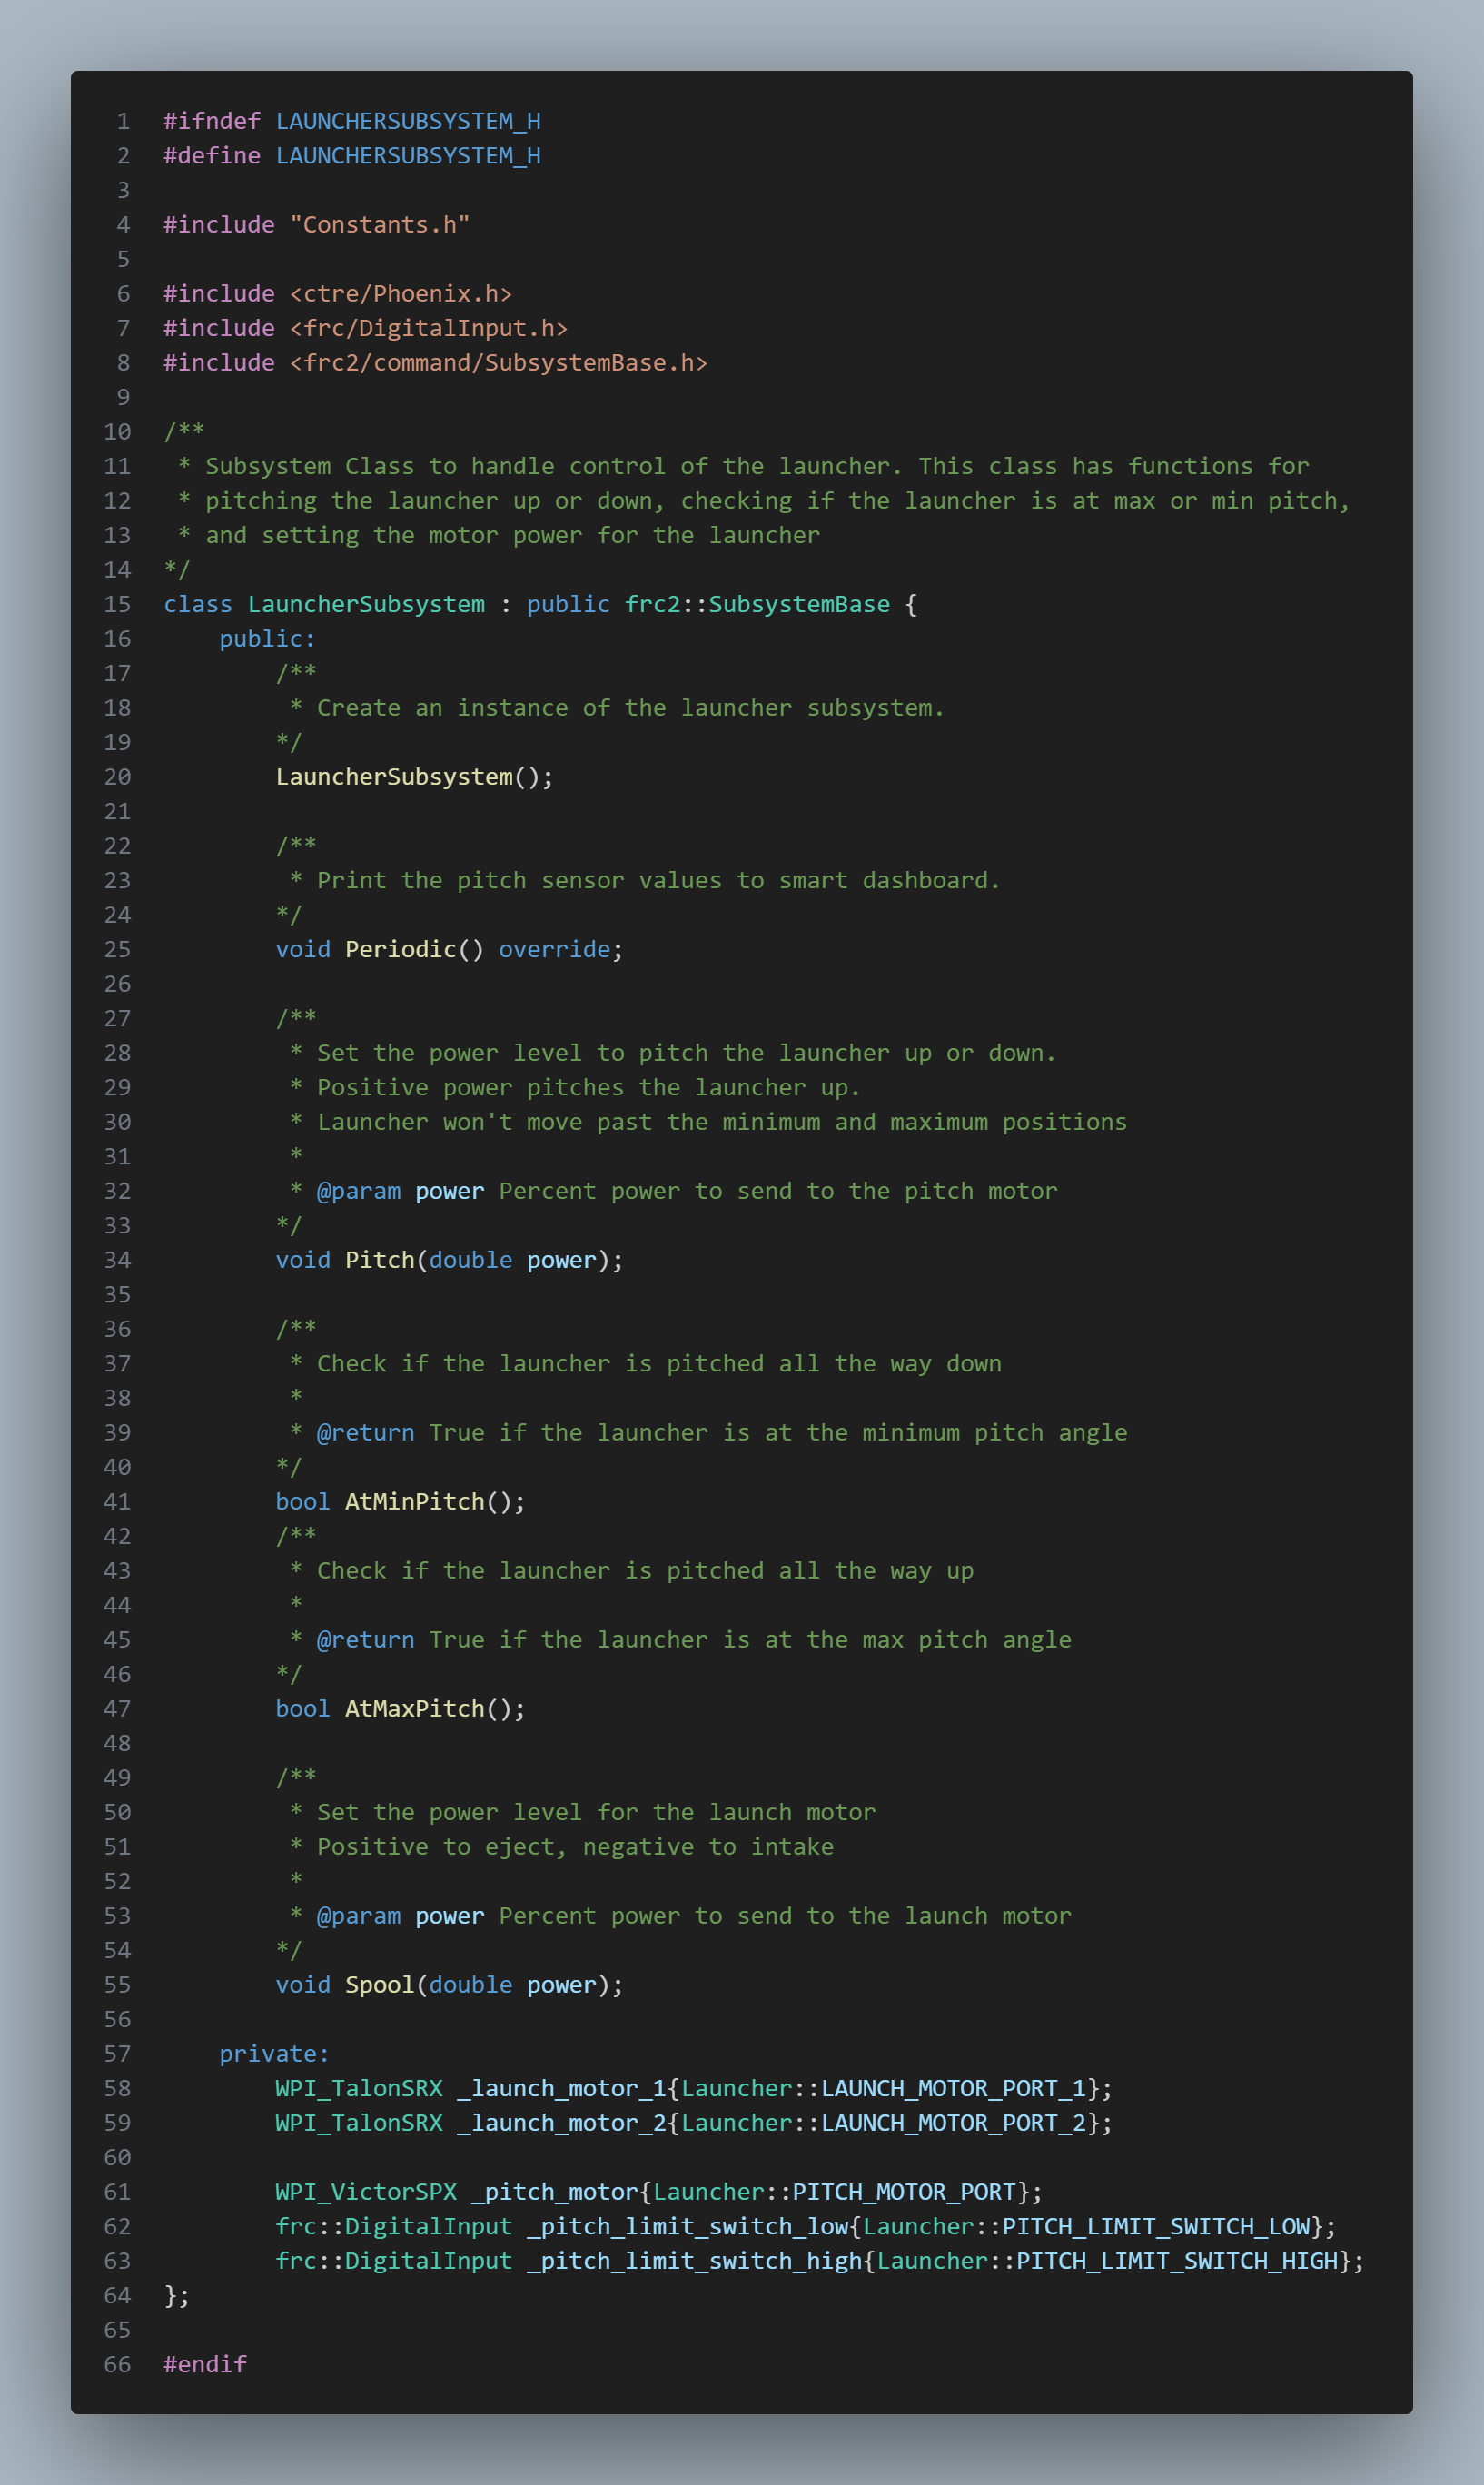 1 #ifndef LAUNCHERSUBSYSTEM_H
2 #define LAUNCHERSUBSYSTEM_H
3
4 #include "Constants.h"
5
6 #include <ctre/Phoenix.h>
7 #include <frc/DigitalInput.h>
8 #include <frc2/command/SubsystemBase.h>
9
10 /**
11  * Subsystem Class to handle control of the launcher. This class has functions for
12  * pitching the launcher up or down, checking if the launcher is at max or min pitch,
13  * and setting the motor power for the launcher
14 */
15 class LauncherSubsystem : public frc2::SubsystemBase {
16     public:
17         /**
18          * Create an instance of the launcher subsystem.
19         */
20         LauncherSubsystem();
21
22         /**
23          * Print the pitch sensor values to smart dashboard.
24         */
25         void Periodic() override;
26
27         /**
28          * Set the power level to pitch the launcher up or down.
29          * Positive power pitches the launcher up.
30          * Launcher won't move past the minimum and maximum positions
31          *
32          * @param power Percent power to send to the pitch motor
33         */
34         void Pitch(double power);
35
36         /**
37          * Check if the launcher is pitched all the way down
38          *
39          * @return True if the launcher is at the minimum pitch angle
40         */
41         bool AtMinPitch();
42         /**
43          * Check if the launcher is pitched all the way up
44          *
45          * @return True if the launcher is at the max pitch angle
46         */
47         bool AtMaxPitch();
48
49         /**
50          * Set the power level for the launch motor
51          * Positive to eject, negative to intake
52          *
53          * @param power Percent power to send to the launch motor
54         */
55         void Spool(double power);
56
57     private:
58         WPI_TalonSRX _launch_motor_1{Launcher::LAUNCH_MOTOR_PORT_1};
59         WPI_TalonSRX _launch_motor_2{Launcher::LAUNCH_MOTOR_PORT_2};
60
61         WPI_VictorSPX _pitch_motor{Launcher::PITCH_MOTOR_PORT};
62         frc::DigitalInput _pitch_limit_switch_low{Launcher::PITCH_LIMIT_SWITCH_LOW};
63         frc::DigitalInput _pitch_limit_switch_high{Launcher::PITCH_LIMIT_SWITCH_HIGH};
64 };
65
66 #endif